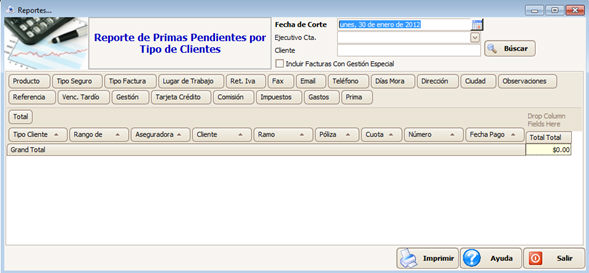 Reportes...
Reporte de Primas Pendientes por
Tipo de Clientes
Fecha de Corte unes, 30 de enero de 2012
Ejecutivo Cta.
Cliente
Búscar
Incluir Facturas Con Gestión Especial
Producto Tipo Seguro Tipo Factura Lugar de Trabajo Ret. Iva Fax Email Teléfono Días Mora Dirección Ciudad Observaciones
Referencia Venc. Tardío Gestión Tarjeta Crédito Comisión Impuestos Gastos Prima
Total
Drop Column
Fields Here
Tipo Cliente Rango de Aseguradora Cliente Ramo Póliza Cuota Número Fecha Pago Total Total
Grand Total $0.00
Imprimir Ayuda Salir